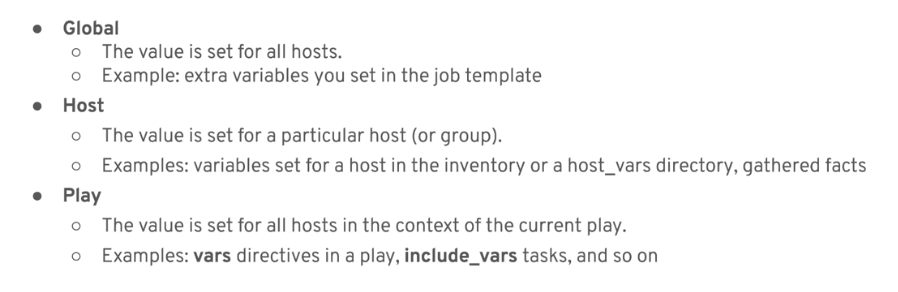 ● Global
○ The value is set for all hosts.
○ Example: extra variables you set in the job template
● Host
○ The value is set for a particular host (or group).
○ Examples: variables set for a host in the inventory or a host_vars directory, gathered facts
● Play
○ The value is set for all hosts in the context of the current play.
○ Examples: vars directives in a play, include_vars tasks, and so on